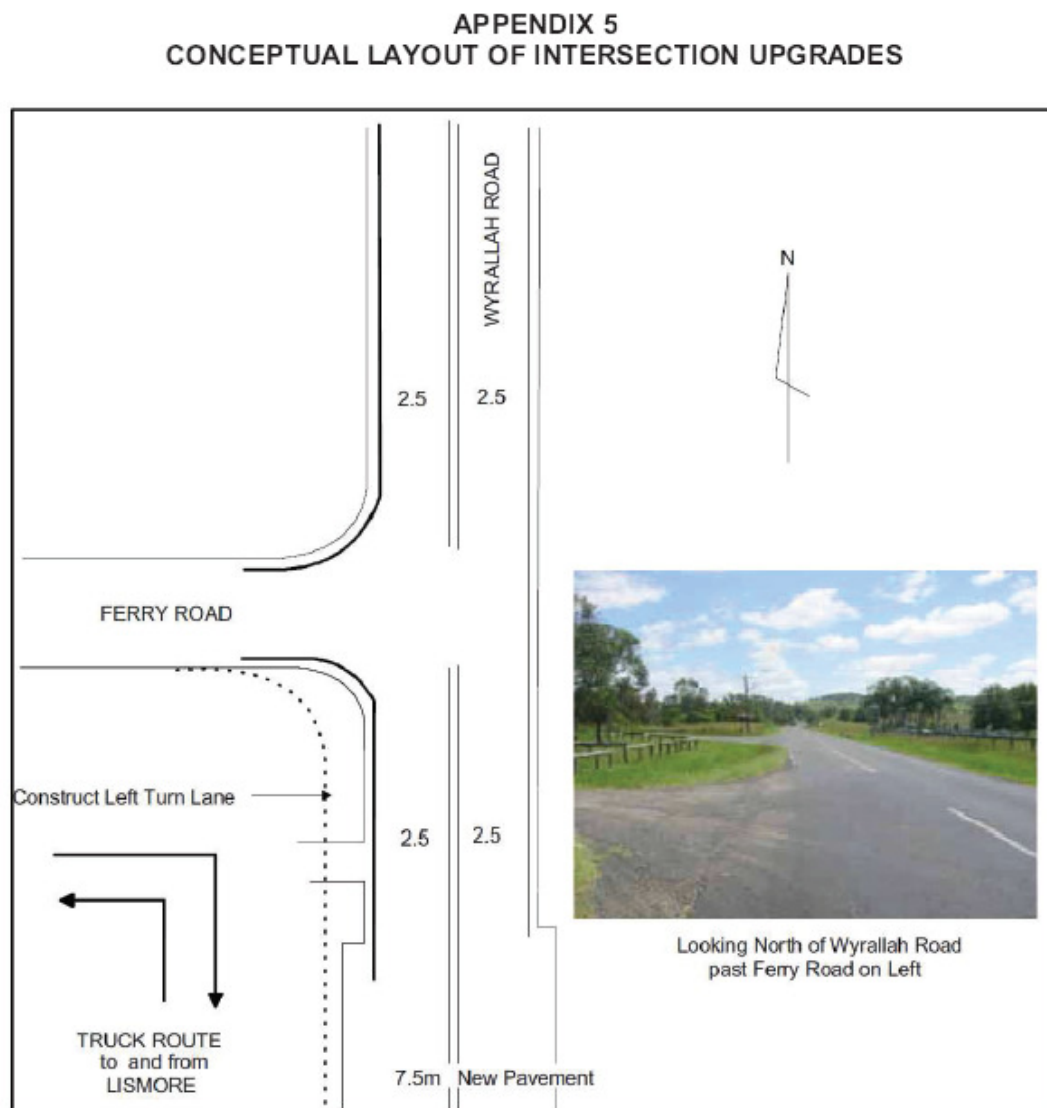 APPENDIX 5
CONCEPTUAL LAYOUT OF INTERSECTION UPGRADES
WYRALLAH ROAD
N
2.5
2.5
FERRY ROAD
Construct Left Turn Lane
2.5
2.5
Looking North of Wyrallah Road
past Ferry Road on Left
TRUCK ROUTE
to and from
LISMORE
7.5m New Pavement